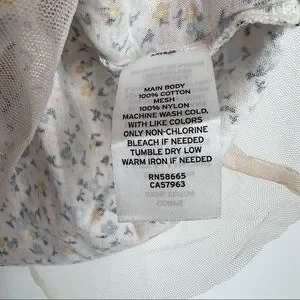 MAIN BODY
100% COTTON
MESH
100% NYLON
MACHINE WASH COLD,
WITH LIKE COLORS
ONLY NON-CHLORINE
BLEACH IF NEEDED
TUMBLE DRY LOW
WARM IRON IF NEEDED
RN58665
CA57963